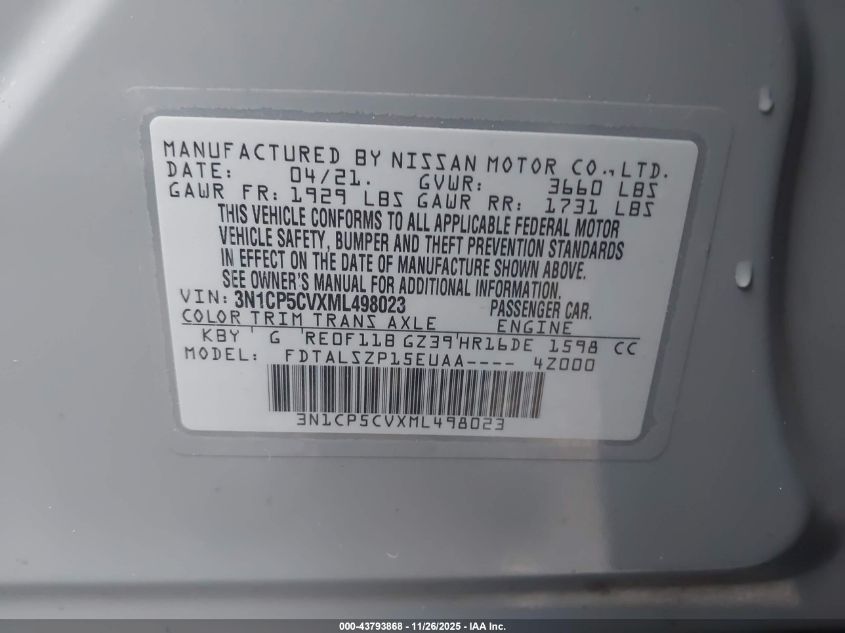 MANUFACTURED BY NISSAN MOTOR CO., LTD.
DATE: 04/21. GVWR: 3660 LBS
GAWR FR: 1929 LBS GAWR RR: 1731 LBS
THIS VEHICLE CONFORMS TO ALL APPLICABLE FEDERAL MOTOR
VEHICLE SAFETY, BUMPER AND THEFT PREVENTION STANDARDS
IN EFFECT ON THE DATE OF MANUFACTURE SHOWN ABOVE.
SEE OWNER'S MANUAL FOR ADDITIONAL INFORMATION.
VIN: 3N1CP5CVXML498023 PASSENGER CAR.
COLOR TRIM TRANS AXLE ENGINE
KBY G RE0F11B GZ39 HR16DE 1598 CC
MODEL: FDTALSZP15EUAA---- 42000
3N1CP5CVXML498023
000-43793868 - 11/26/2025 - IAA Inc.